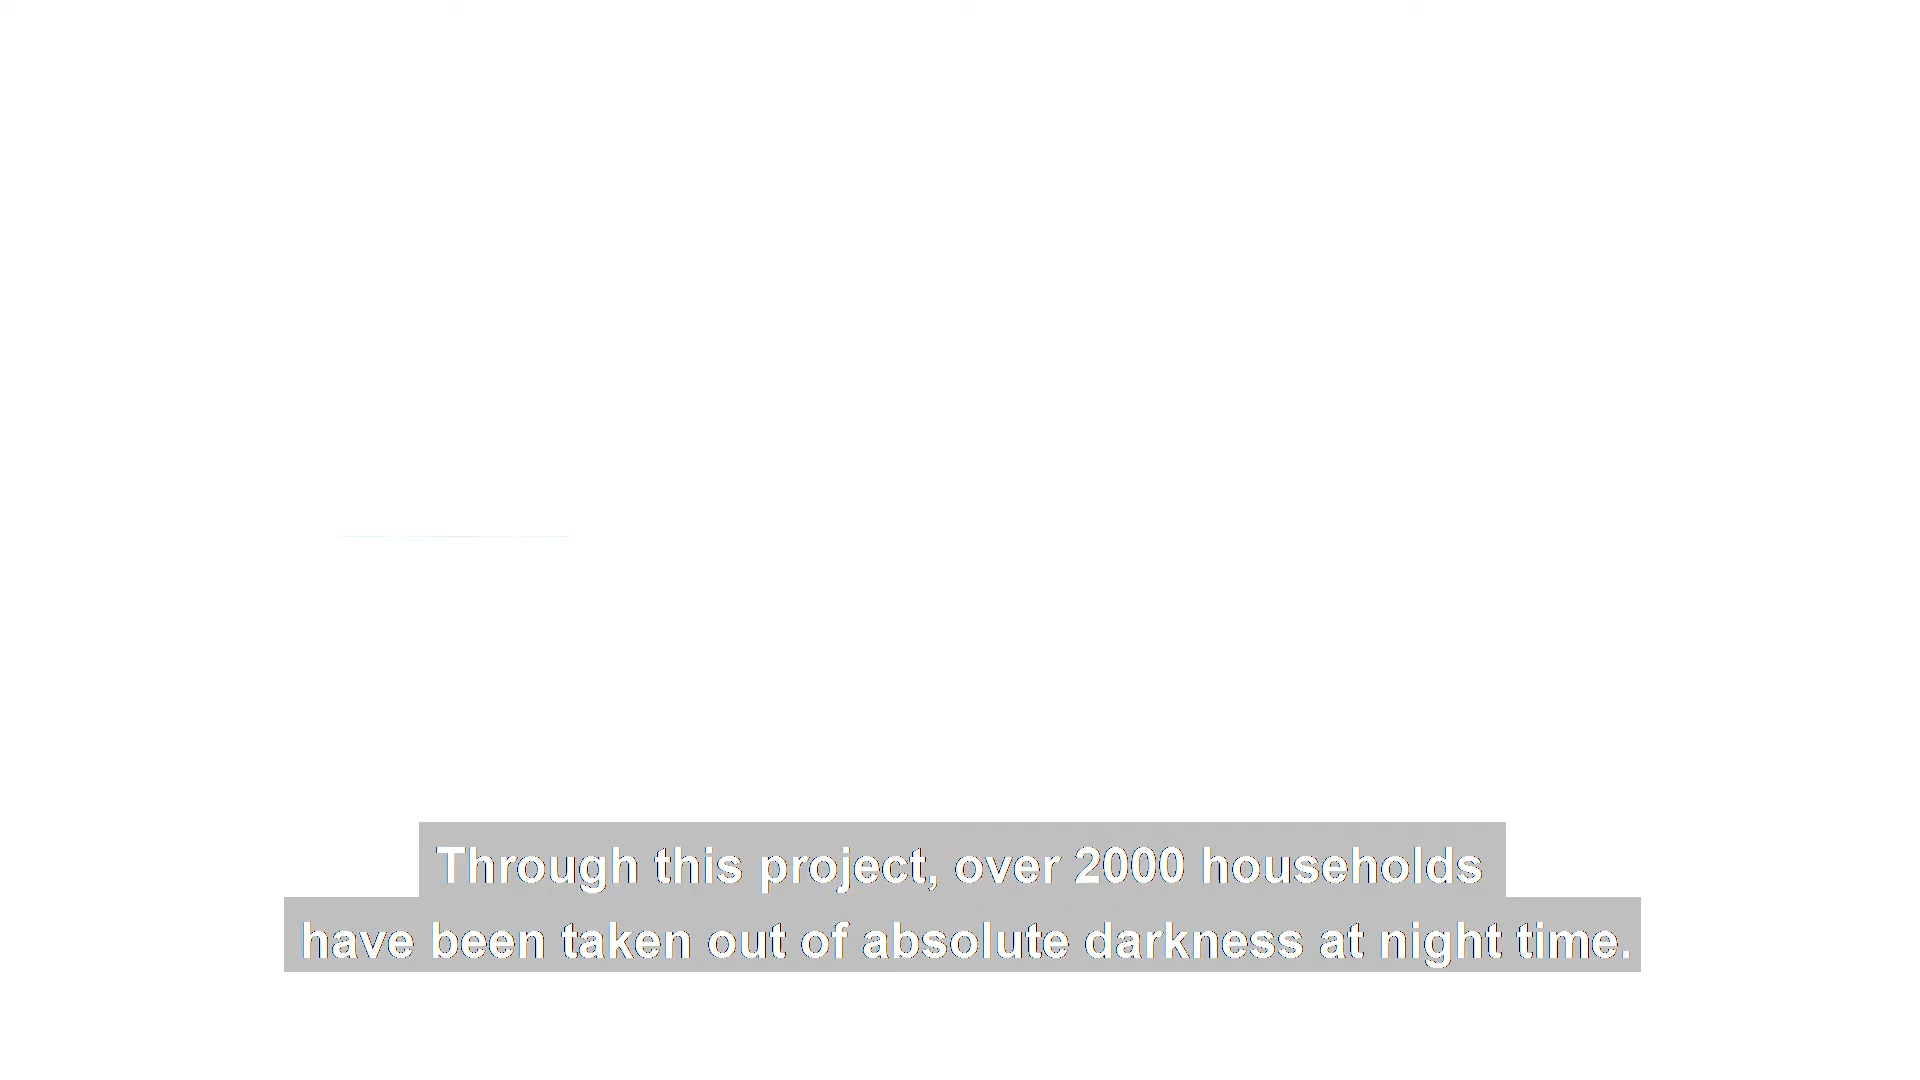 Through this project, over 2000 households
have been taken out of absolute darkness at night time.